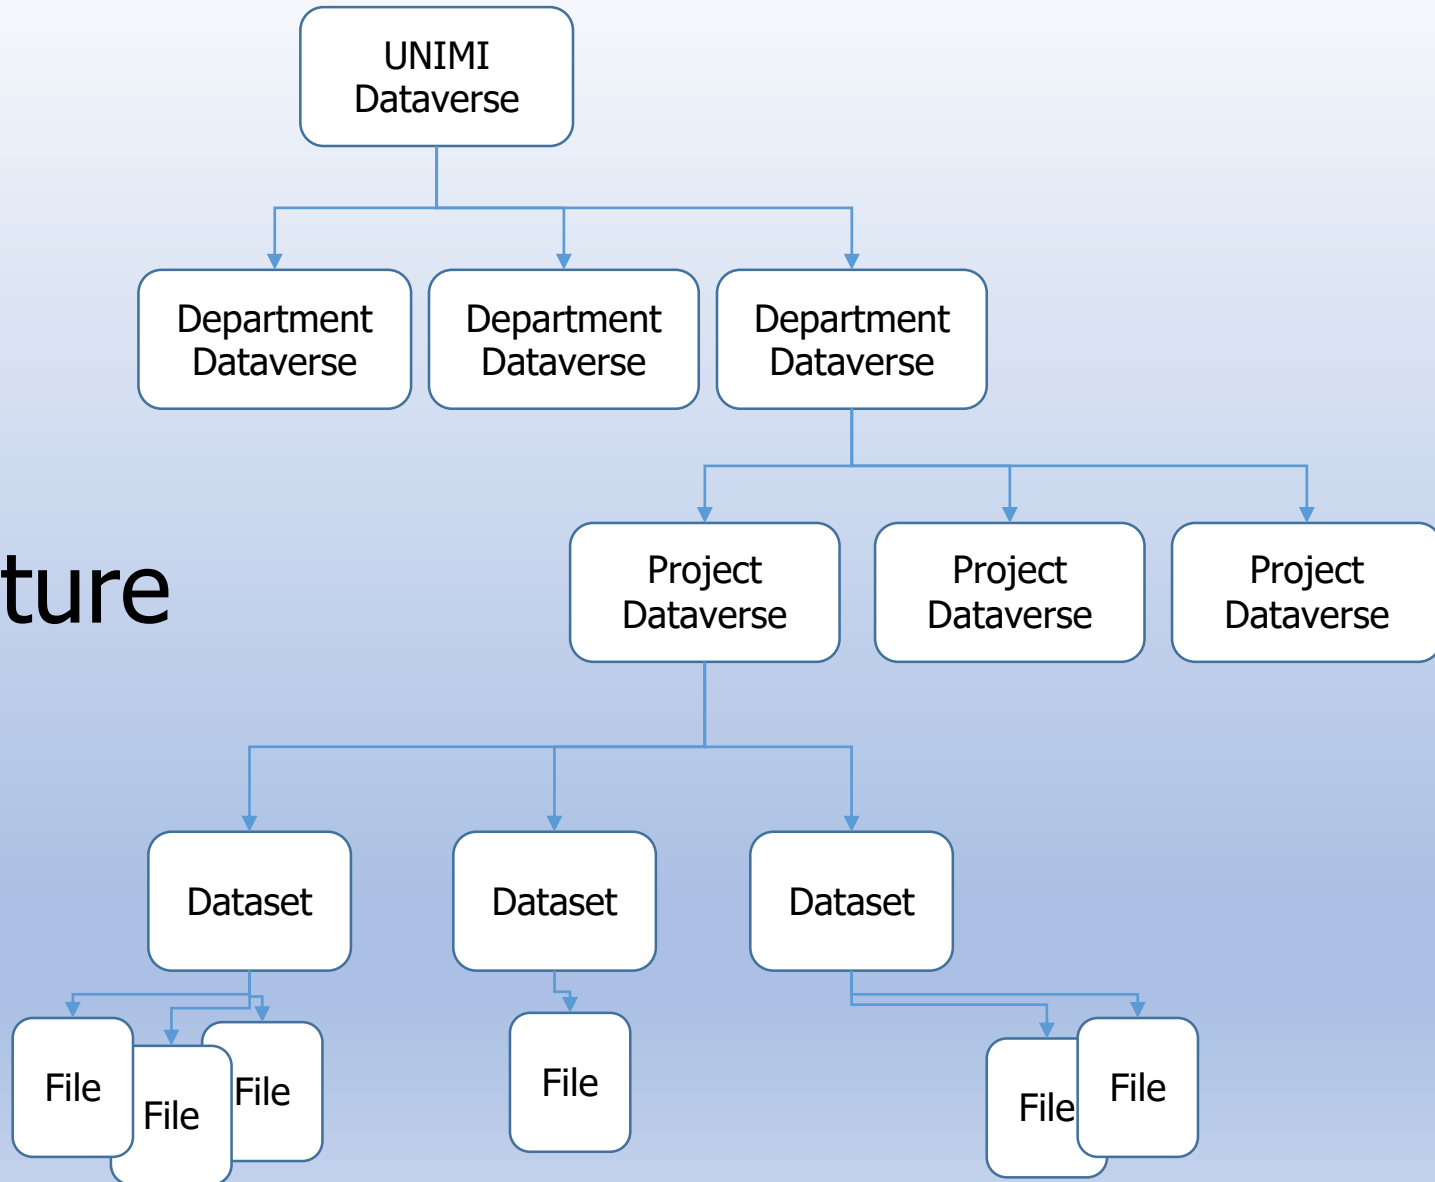 UNIMI
Dataverse
Department
Dataverse
Department
Dataverse
Department
Dataverse
ture
Project
Dataverse
Project
Dataverse
Project
Dataverse
Dataset
Dataset
Dataset
File
File
File
File
File
File